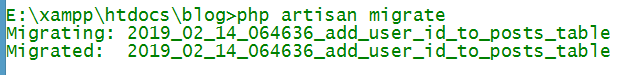 E:\xampp\htdocs\blog>php artisan migrate
Migrating: 2019_02_14_064636_add_user_id_to_posts_table
Migrated:  2019_02_14_064636_add_user_id_to_posts_table